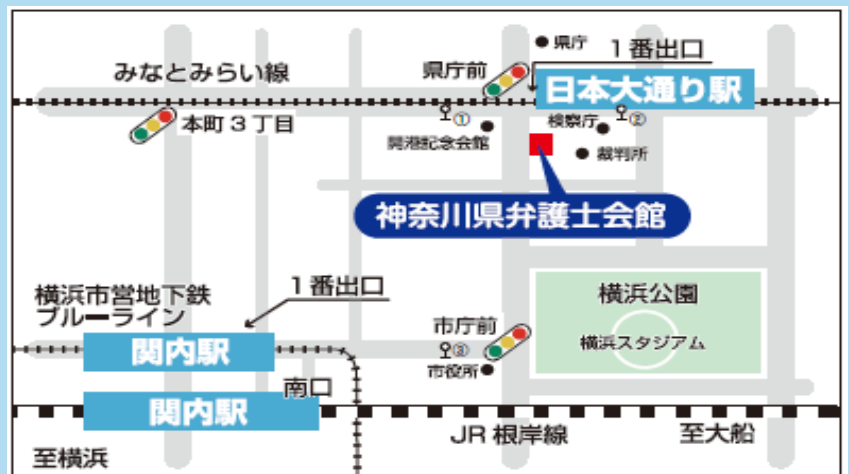 県庁
1番出口
みなとみらい線
県庁前
日本大通り駅
本町3丁目
①
検察庁
②
開港記念会館
裁判所
神奈川県弁護士会館
横浜市営地下鉄
ブルーライン
1番出口
横浜公園
市庁前
横浜スタジアム
関内駅
③
市役所
南口
関内駅
JR根岸線
至大船
至横浜